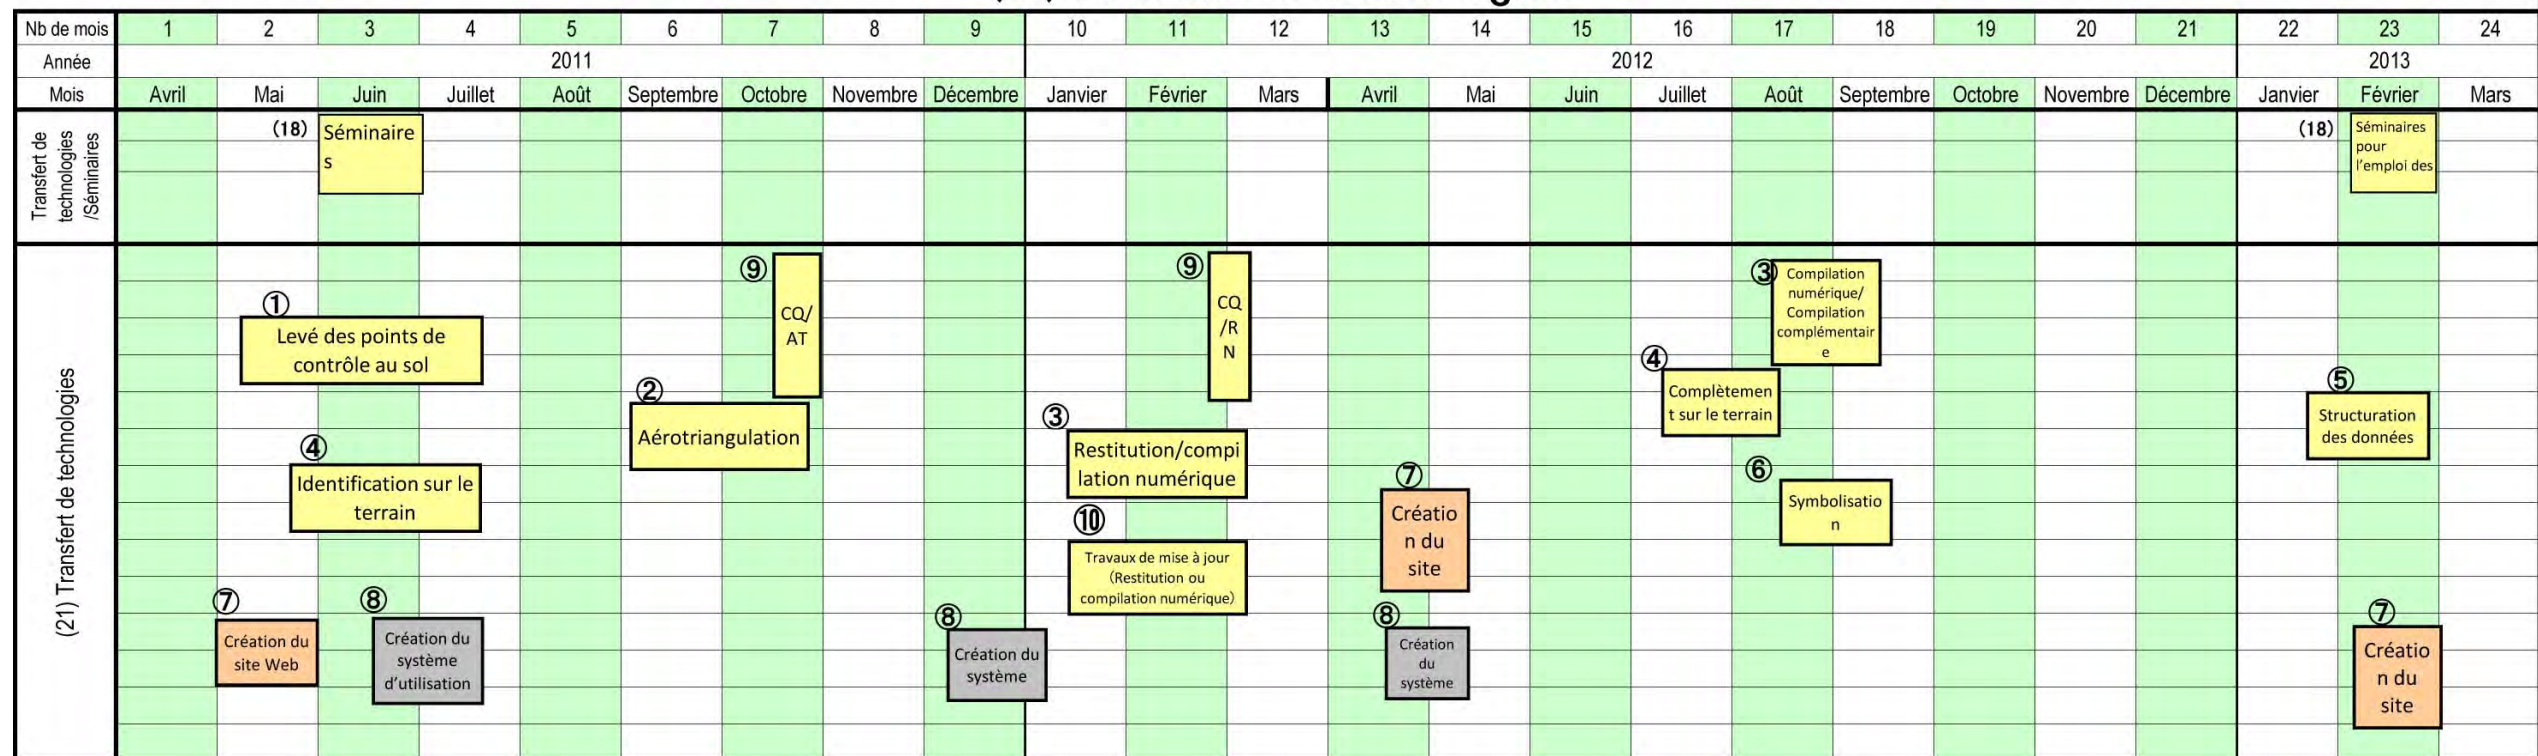 Nb de mois 1 2 3 4 5 6 7 8 9 10 11 12 13 14 15 16 17 18 19 20 21 22 23 24
Année 2011 2012 2013
Mois Avril Mai Juin Juillet Août Septembre Octobre Novembre Décembre Janvier Février Mars Avril Mai Juin Juillet Août Septembre Octobre Novembre Décembre Janvier Février Mars
Transfert de
technologies
/Séminaires
(18)
Séminaire
s
(18)
Séminaires
pour
l'emploi des
(21) Transfert de technologies
①
Levé des points de
contrôle au sol
④
Identification sur le
terrain
⑦
Création du
site Web
⑧
Création du
système
d'utilisation
⑨
CQ/
AT
②
Aérotriangulation
⑧
Création du
système
⑨
CQ
/R
N
③
Restitution/compi
lation numérique
⑩
Travaux de mise à jour
(Restitution ou
compilation numérique)
⑦
Créatio
n du
site
⑧
Création
du
système
③
Compilation
numérique/
Compilation
complémentair
e
④
Complètemen
t sur le terrain
⑥
Symbolisatio
n
⑤
Structuration
des données
⑦
Créatio
n du
site